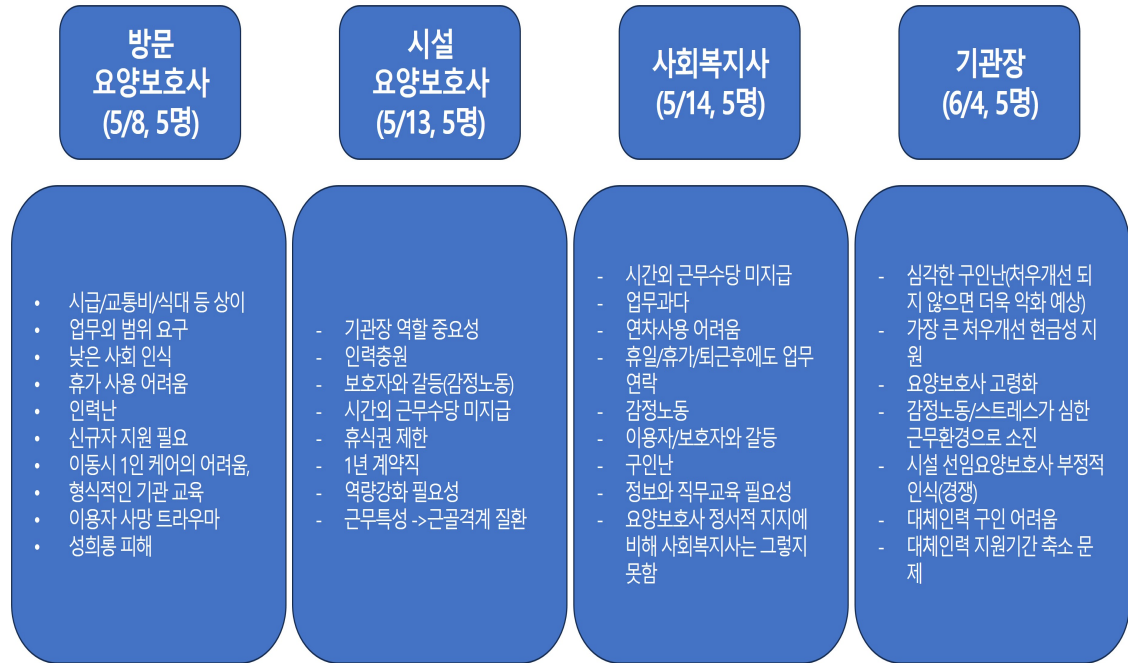 방문
요양보호사
(5/8, 5명)
시설
요양보호사
(5/13, 5명)
사회복지사
(5/14, 5명)
기관장
(6/4, 5명)
• 시급/교통비/식대 등 상이
• 업무외 범위 요구
• 낮은 사회 인식
• 휴가 사용 어려움
• 인력난
• 신규자 지원 필요
• 이동시 1인 케어의 어려움,
• 형식적인 기관 교육
• 이용자 사망 트라우마
• 성희롱 피해
- 기관장 역할 중요성
- 인력충원
- 보호자와 갈등(감정노동)
- 시간외 근무수당 미지급
- 휴식권 제한
- 1년 계약직
- 역량강화 필요성
- 근무특성 ->근골격계 질환
- 시간외 근무수당 미지급
- 업무과다
- 연차사용 어려움
- 휴일/휴가/퇴근후에도 업무
연락
- 감정노동
- 이용자/보호자와 갈등
- 구인난
- 정보와 직무교육 필요성
- 요양보호사 정서적 지지에
비해 사회복지사는 그렇지
못함
- 심각한 구인난(처우개선 되
지 않으면 더욱 악화 예상)
- 가장 큰 처우개선 현금성 지
원
- 요양보호사 고령화
- 감정노동/스트레스가 심한
근무환경으로 소진
- 시설 선임요양보호사 부정적
인식(경쟁)
- 대체인력 구인 어려움
- 대체인력 지원기간 축소 문
제